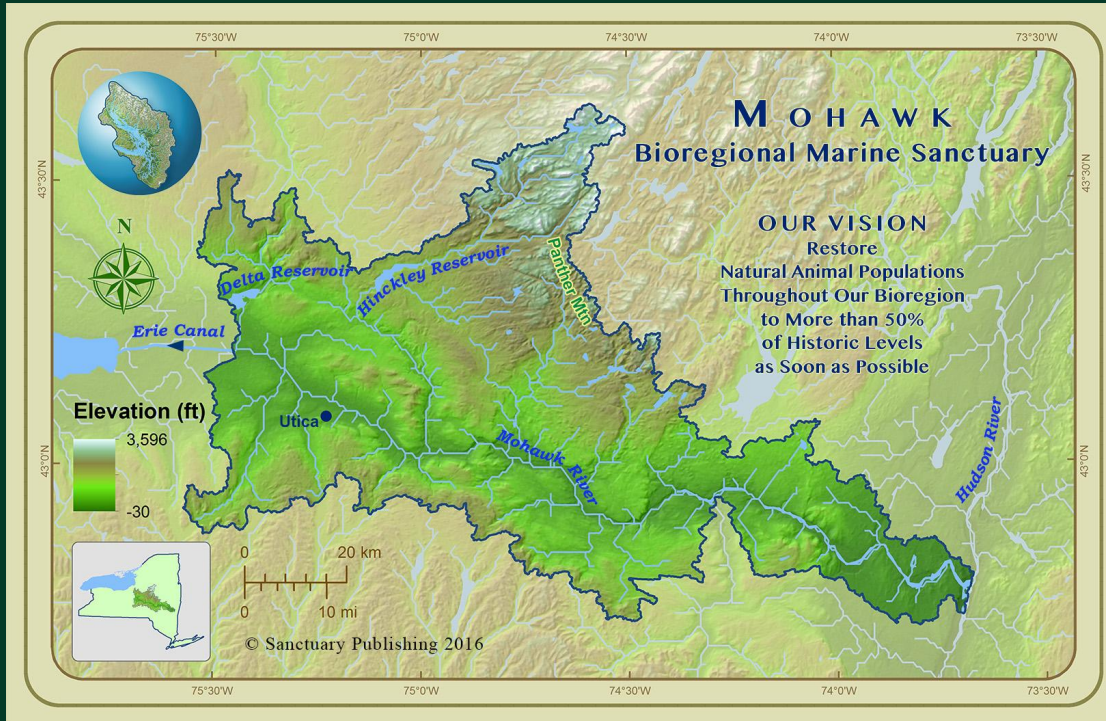 75°30'W 75°0'W 74°30'W 74°0'W 73°30'W
MOHAWK
Bioregional Marine Sanctuary
43°30'N
43°30'N
OUR VISION
Restore
Natural Animal Populations
Throughout Our Bioregion
to More than 50%
of Historic Levels
as Soon as Possible
N
Delta Reservoir
Hinckley Reservoir
Panther Mtn
Erie Canal
Elevation (ft)
3,596
-30
Utica
Mohawk River
Hudson River
43°0'N
43°0'N
0 20 km
0 10 mi
© Sanctuary Publishing 2016
75°30'W 75°0'W 74°30'W 74°0'W 73°30'W